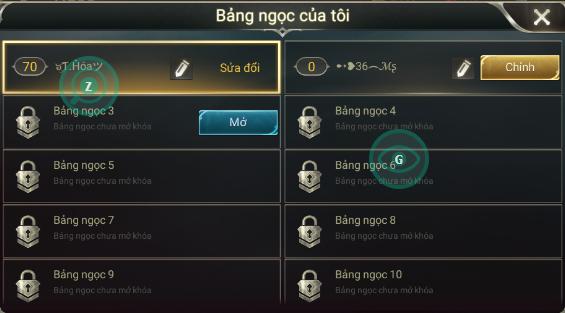 Bảng ngọc của tôi
70 ঌT.Hòaツ Sửa đổi
0 ➻❥36︵ℳʂ Chỉnh
Z
Bảng ngọc 3
Bảng ngọc chưa mở khóa
Mở
Bảng ngọc 4
Bảng ngọc chưa mở khóa
Bảng ngọc 5
Bảng ngọc chưa mở khóa
Bảng ngọc 6
Bảng ngọc chưa mở khóa
G
Bảng ngọc 7
Bảng ngọc chưa mở khóa
Bảng ngọc 8
Bảng ngọc chưa mở khóa
Bảng ngọc 9
Bảng ngọc chưa mở khóa
Bảng ngọc 10
Bảng ngọc chưa mở khóa